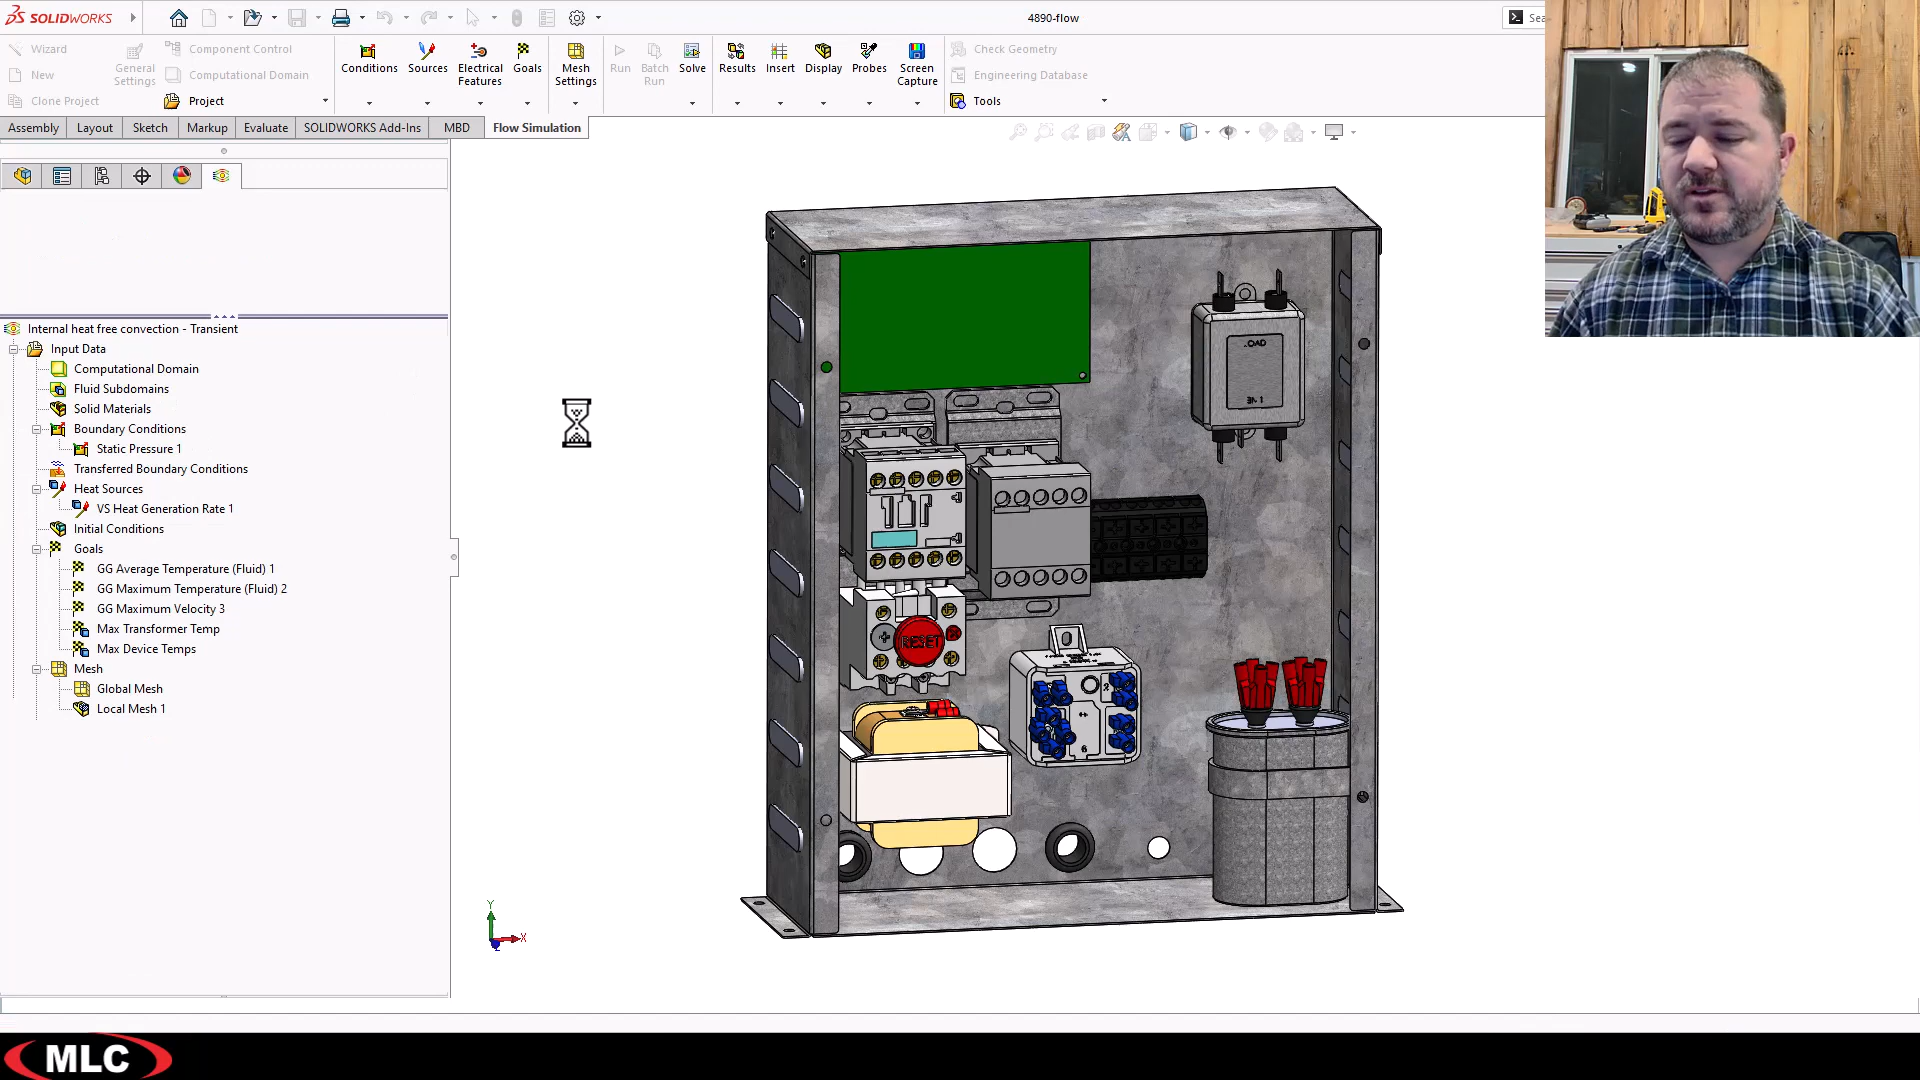 SOLIDWORKS
4890-flow
Sea
Wizard
New
Clone Project
General Settings
Component Control
Computational Domain
Project
Conditions
Sources
Electrical Features
Goals
Mesh Settings
Run
Batch Run
Solve
Results
Insert
Display
Probes
Screen Capture
Check Geometry
Engineering Database
Tools
Assembly
Layout
Sketch
Markup
Evaluate
SOLIDWORKS Add-Ins
MBD
Flow Simulation
Internal heat free convection - Transient
Input Data
Computational Domain
Fluid Subdomains
Solid Materials
Boundary Conditions
Static Pressure 1
Transferred Boundary Conditions
Heat Sources
VS Heat Generation Rate 1
Initial Conditions
Goals
GG Average Temperature (Fluid) 1
GG Maximum Temperature (Fluid) 2
GG Maximum Velocity 3
Max Transformer Temp
Max Device Temps
Mesh
Global Mesh
Local Mesh 1
RESET
Y
X
MLC